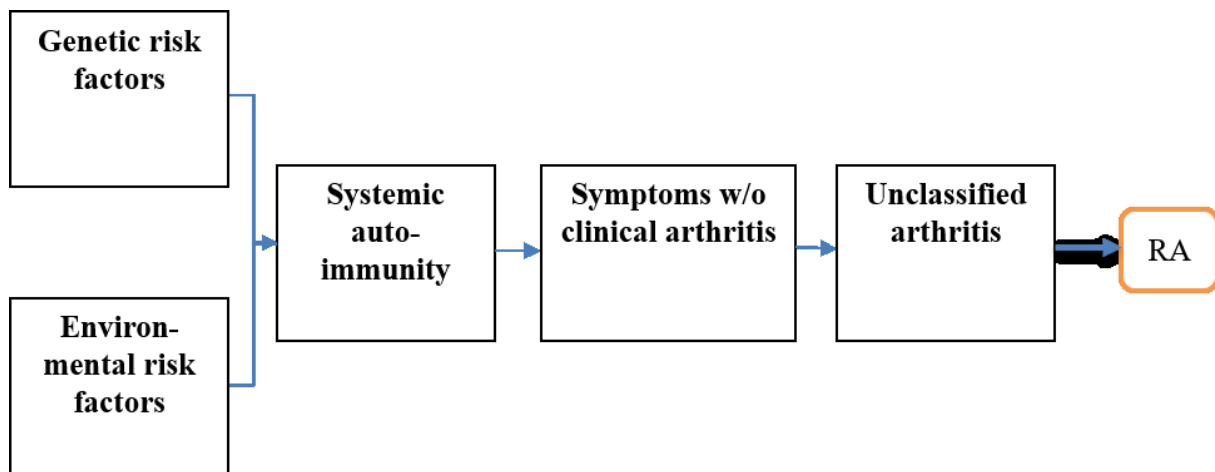 Genetic risk
factors
Environ-
mental risk
factors
Systemic
auto-
immunity
Symptoms w/o
clinical arthritis
Unclassified
arthritis
RA